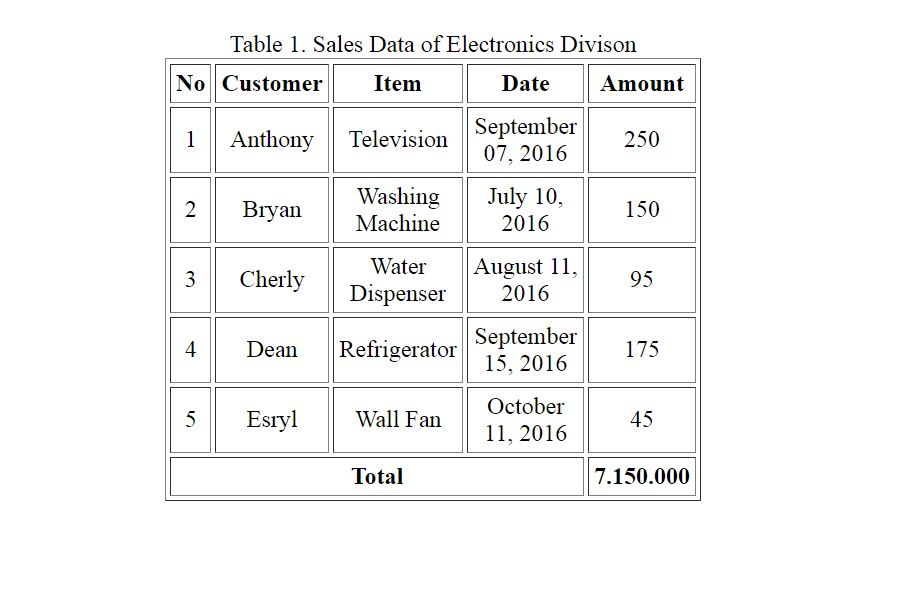 Table 1. Sales Data of Electronics Divison
No Customer Item Date Amount
1 Anthony Television September 07, 2016 250
2 Bryan Washing Machine July 10, 2016 150
3 Cherly Water Dispenser August 11, 2016 95
4 Dean Refrigerator September 15, 2016 175
5 Esryl Wall Fan October 11, 2016 45
Total 7.150.000